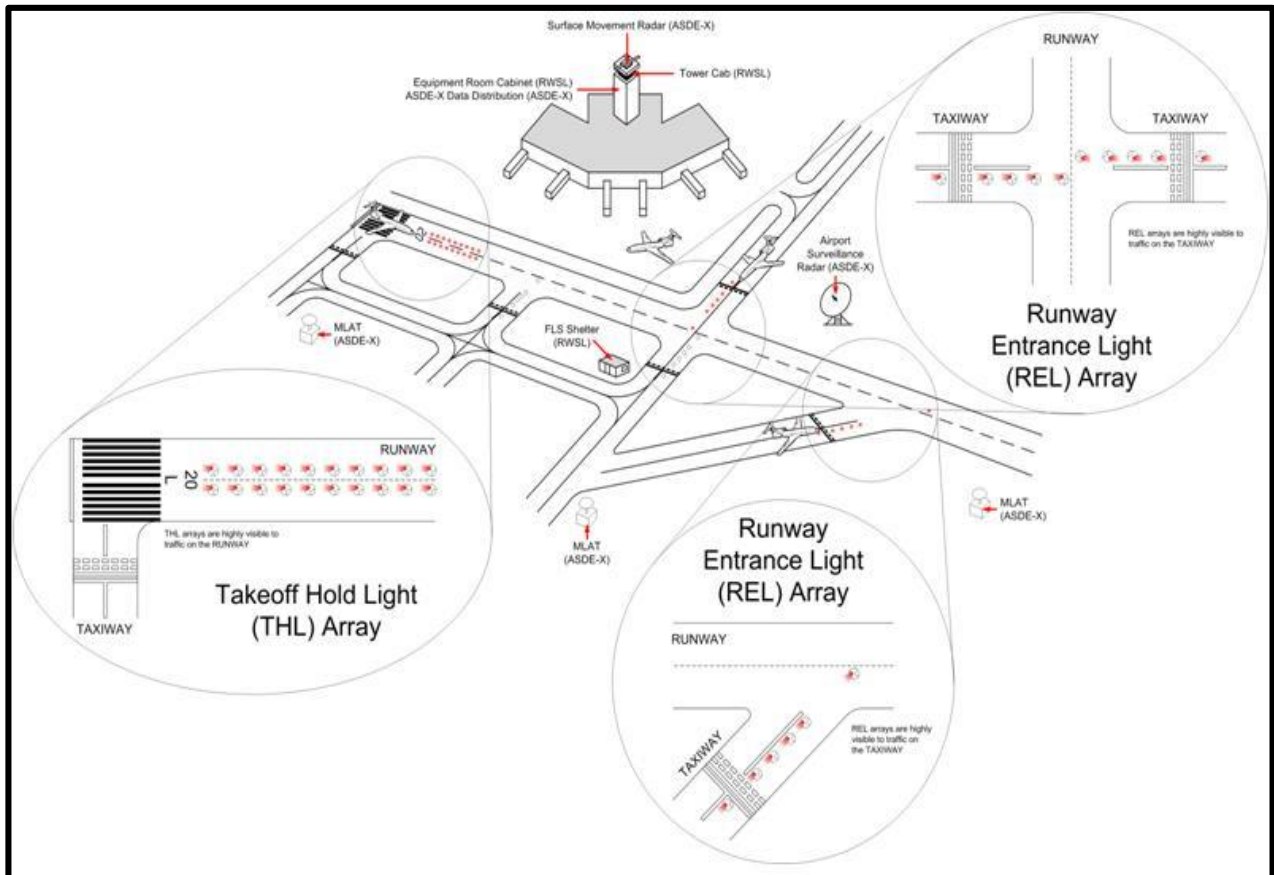 Surface Movement Radar (ASDE-X)
Tower Cab (RWSL)
Equipment Room Cabinet (RWSL)
ASDE-X Data Distribution (ASDE-X)
RUNWAY
TAXIWAY
TAXIWAY
REL arrays are highly visible to
traffic on the TAXIWAY
Runway
Entrance Light
(REL) Array
Airport
Surveillance
Radar (ASDE-X)
MLAT
(ASDE-X)
FLS Shelter
(RWSL)
RUNWAY
20
L
THL arrays are highly visible to
traffic on the RUNWAY
Takeoff Hold Light
(THL) Array
TAXIWAY
MLAT
(ASDE-X)
MLAT
(ASDE-X)
Runway
Entrance Light
(REL) Array
RUNWAY
TAXIWAY
REL arrays are highly
visible to traffic on
the TAXIWAY